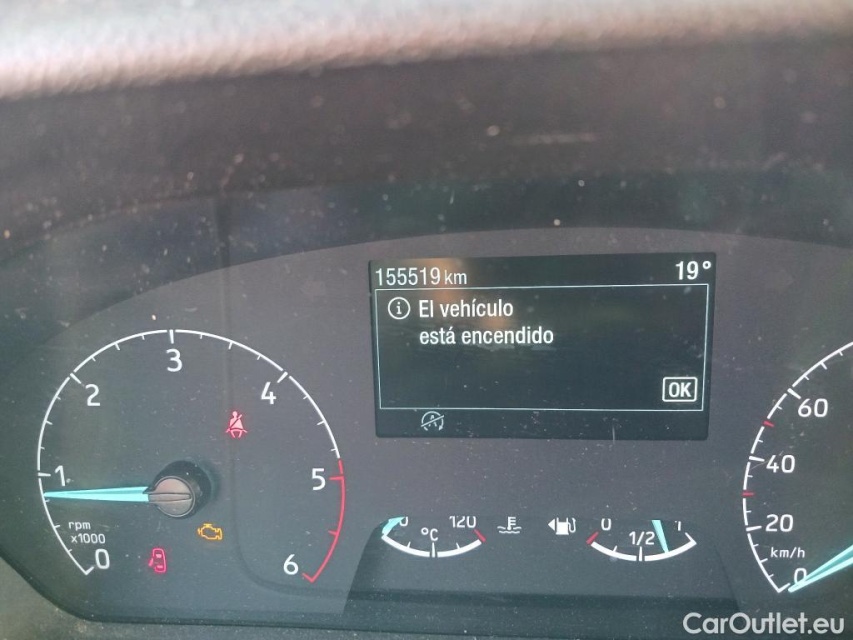 155519 km 19°
El vehículo
está encendido
OK
0 1 2 3 4 5 6
rpm
x1000
0 120
°C
0 1/2 1
0 20 40 60
km/h
CarOutlet.eu